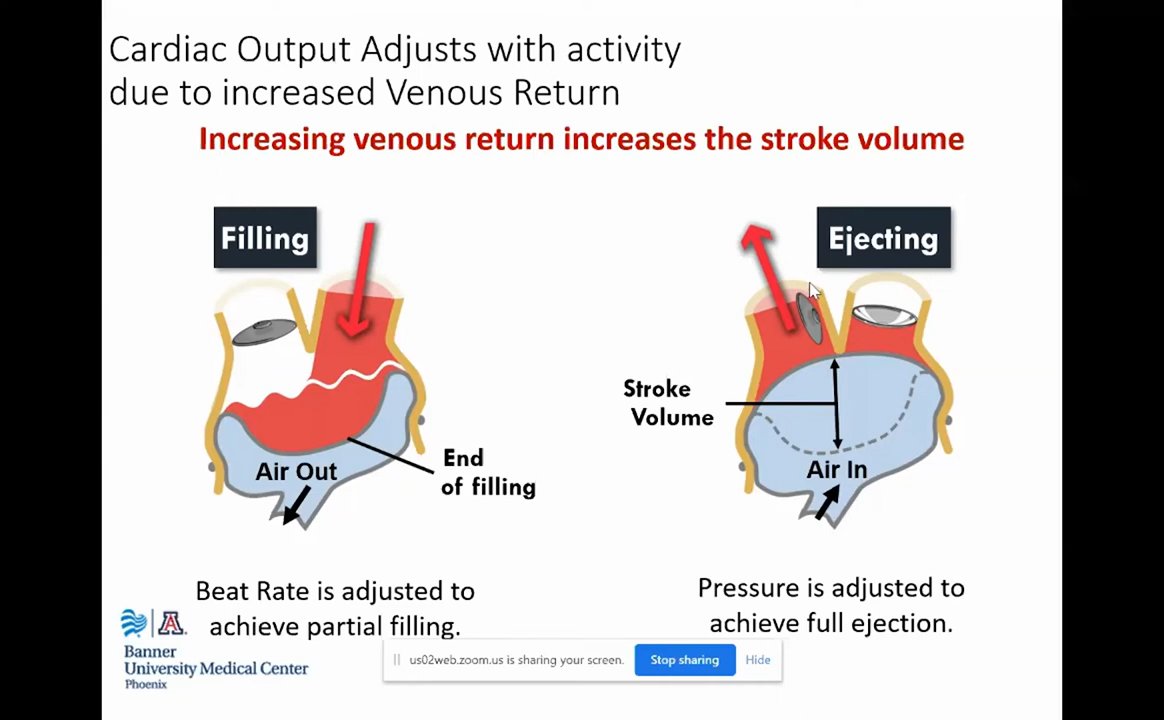 Cardiac Output Adjusts with activity
due to increased Venous Return
Increasing venous return increases the stroke volume
Filling
Ejecting
Stroke
Volume
End
of filling
Air Out
Air In
Beat Rate is adjusted to
achieve partial filling.
Pressure is adjusted to
achieve full ejection.
A
Banner
University Medical Center
Phoenix
us02web.zoom.us is sharing your screen.
Stop sharing
Hide